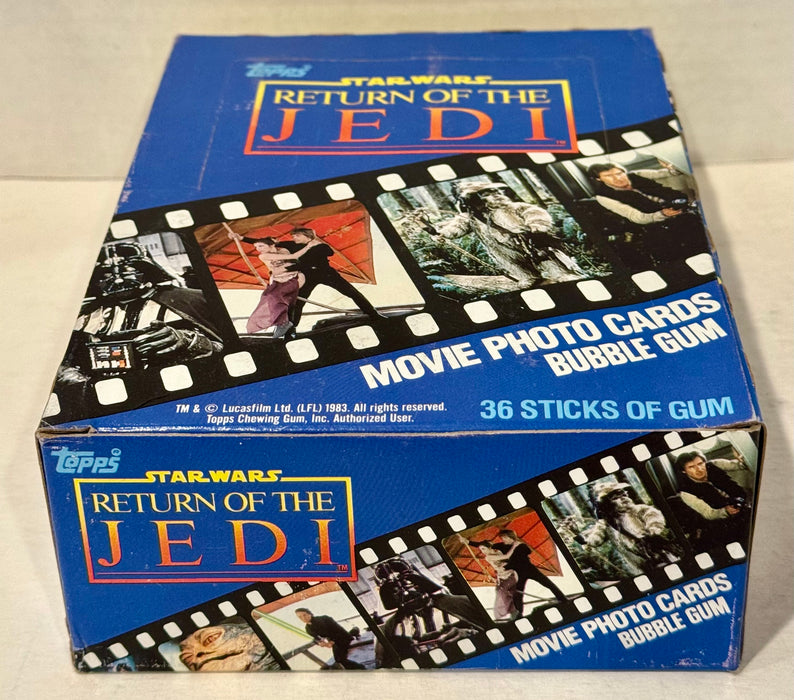 Topps
STAR WARS
RETURN OF THE
JEDI™
MOVIE PHOTO CARDS
BUBBLE GUM
TM & © Lucasfilm Ltd. (LFL) 1983. All rights reserved.
Topps Chewing Gum, Inc. Authorized User.
36 STICKS OF GUM
Topps®
STAR WARS
RETURN OF THE
JEDI™
MOVIE PHOTO CARDS
BUBBLE GUM